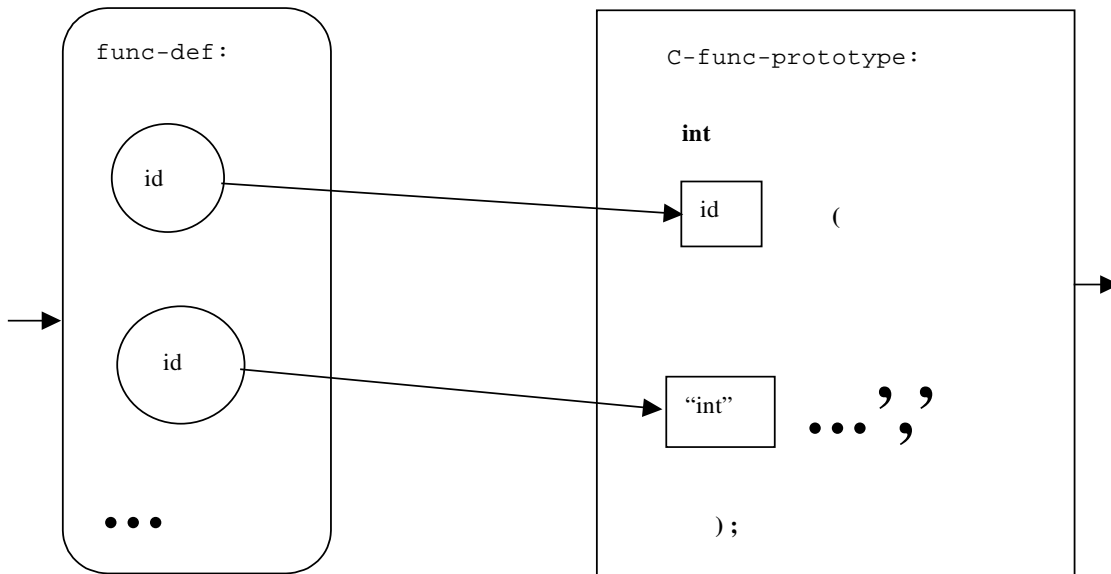 func-def:
id
id
...
C-func-prototype:
int
id (
“int” ...’,’
);